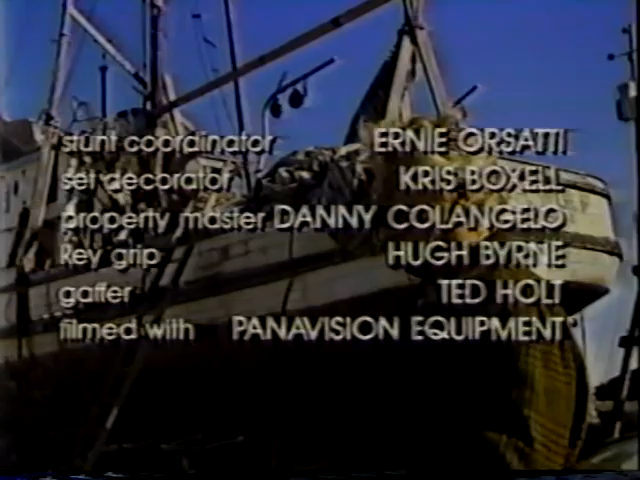 stunt coordinator ERNIE ORSATTI
set decorator KRIS BOXELL
property master DANNY COLANGELO
Key grip HUGH BYRNE
gaffer TED HOLT
filmed with PANAVISION EQUIPMENT